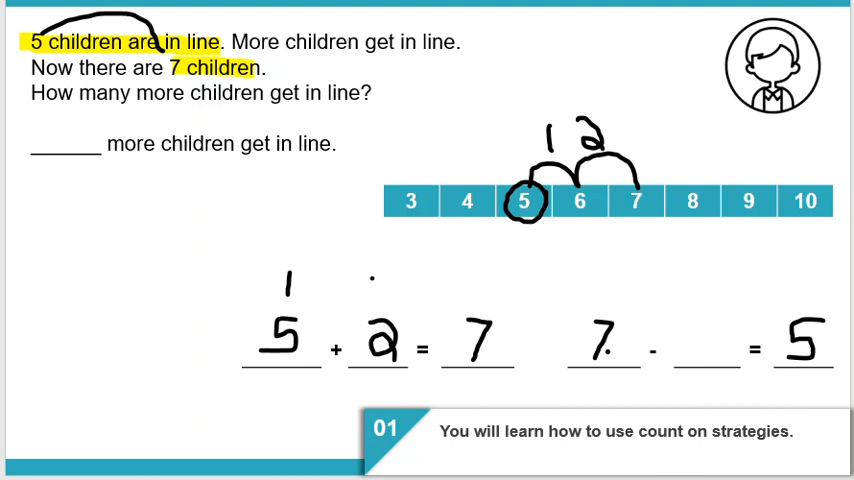 5 children are in line. More children get in line.
Now there are 7 children.
How many more children get in line?
______ more children get in line.
1 2
3 4 5 6 7 8 9 10
1
5 + 2 = 7 7 - ____ = 5
01 You will learn how to use count on strategies.